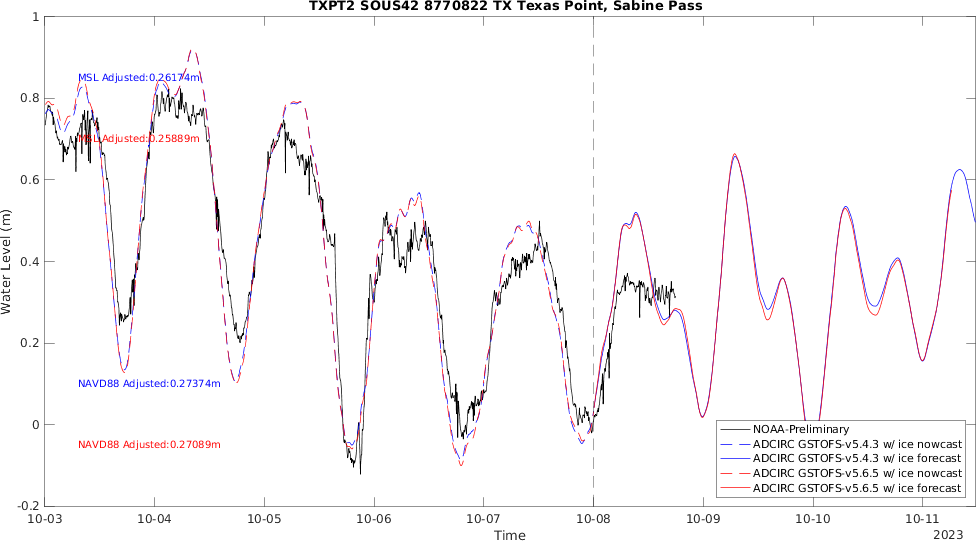 TXPT2 SOUS42 8770822 TX Texas Point, Sabine Pass
Water Level (m)
1
0.8
0.6
0.4
0.2
0
-0.2
MSL Adjusted:0.26174m
MSL Adjusted:0.25889m
NAVD88 Adjusted:0.27374m
NAVD88 Adjusted:0.27089m
NOAA-Preliminary
ADCIRC GSTOFS-v5.4.3 w/ ice nowcast
ADCIRC GSTOFS-v5.4.3 w/ ice forecast
ADCIRC GSTOFS-v5.6.5 w/ ice nowcast
ADCIRC GSTOFS-v5.6.5 w/ ice forecast
10-03 10-04 10-05 10-06 10-07 10-08 10-09 10-10 10-11
Time
2023